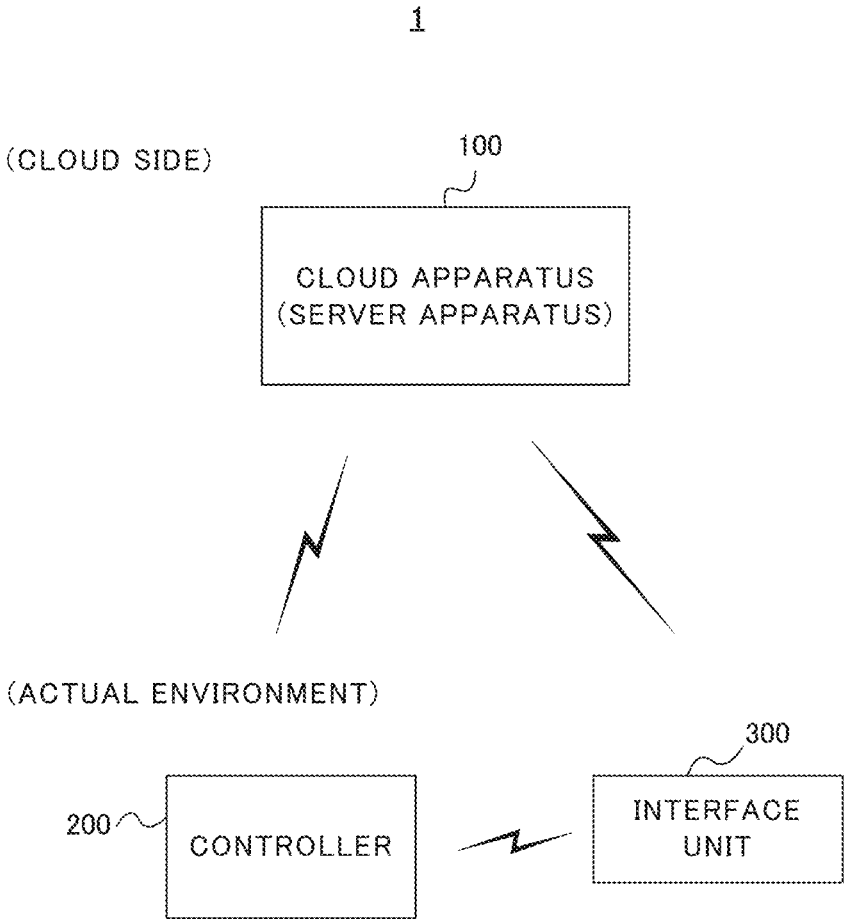 1
(CLOUD SIDE)
100
CLOUD APPARATUS
(SERVER APPARATUS)
(ACTUAL ENVIRONMENT)
300
200
CONTROLLER
INTERFACE
UNIT